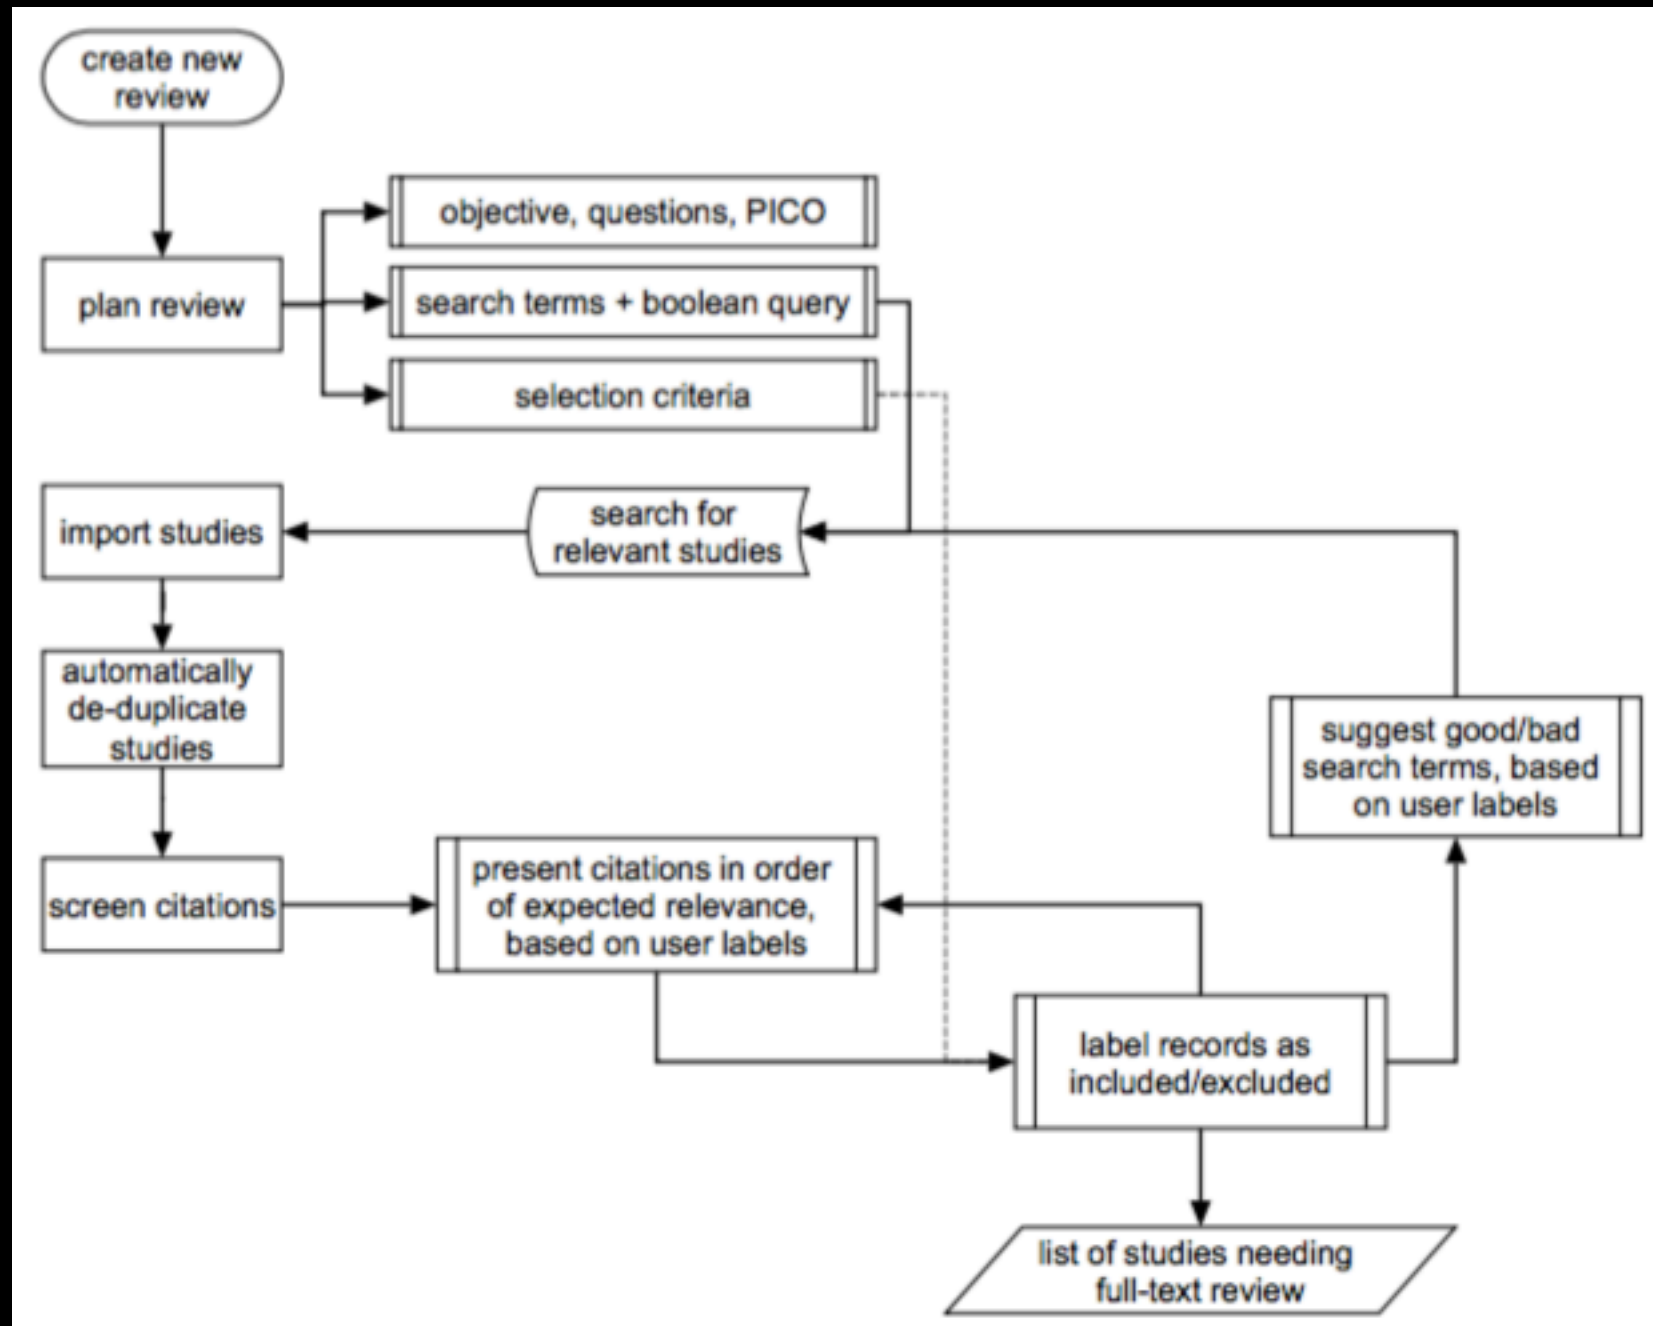 create new
review
objective, questions, PICO
plan review
search terms + boolean query
selection criteria
import studies
search for
relevant studies
automatically
de-duplicate
studies
suggest good/bad
search terms, based
on user labels
screen citations
present citations in order
of expected relevance,
based on user labels
label records as
included/excluded
list of studies needing
full-text review